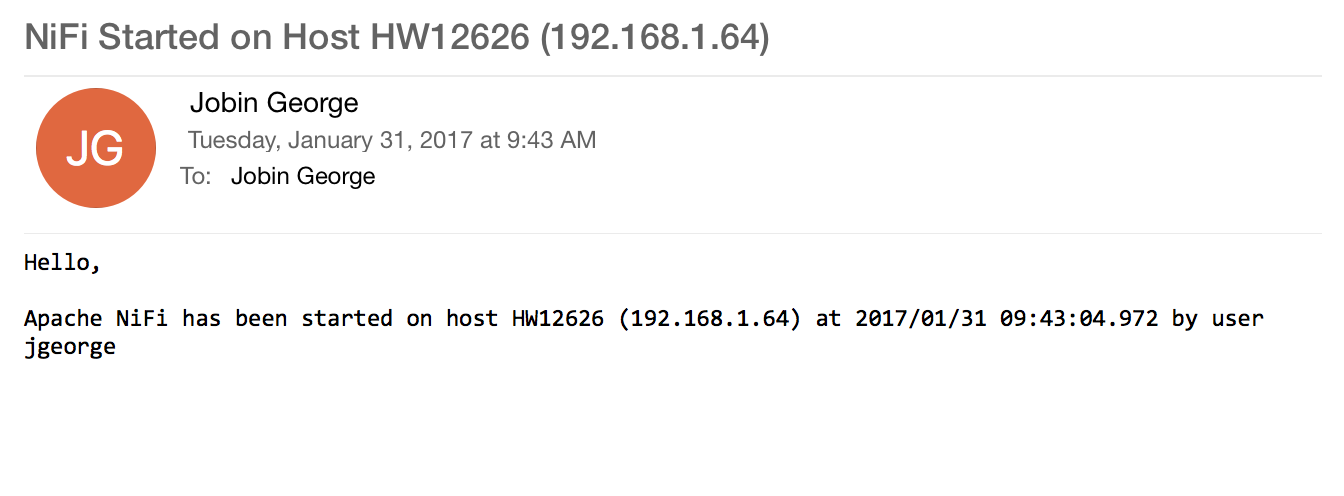 NiFi Started on Host HW12626 (192.168.1.64)
JG
Jobin George
Tuesday, January 31, 2017 at 9:43 AM
To: Jobin George
Hello,
Apache NiFi has been started on host HW12626 (192.168.1.64) at 2017/01/31 09:43:04.972 by user
jgeorge